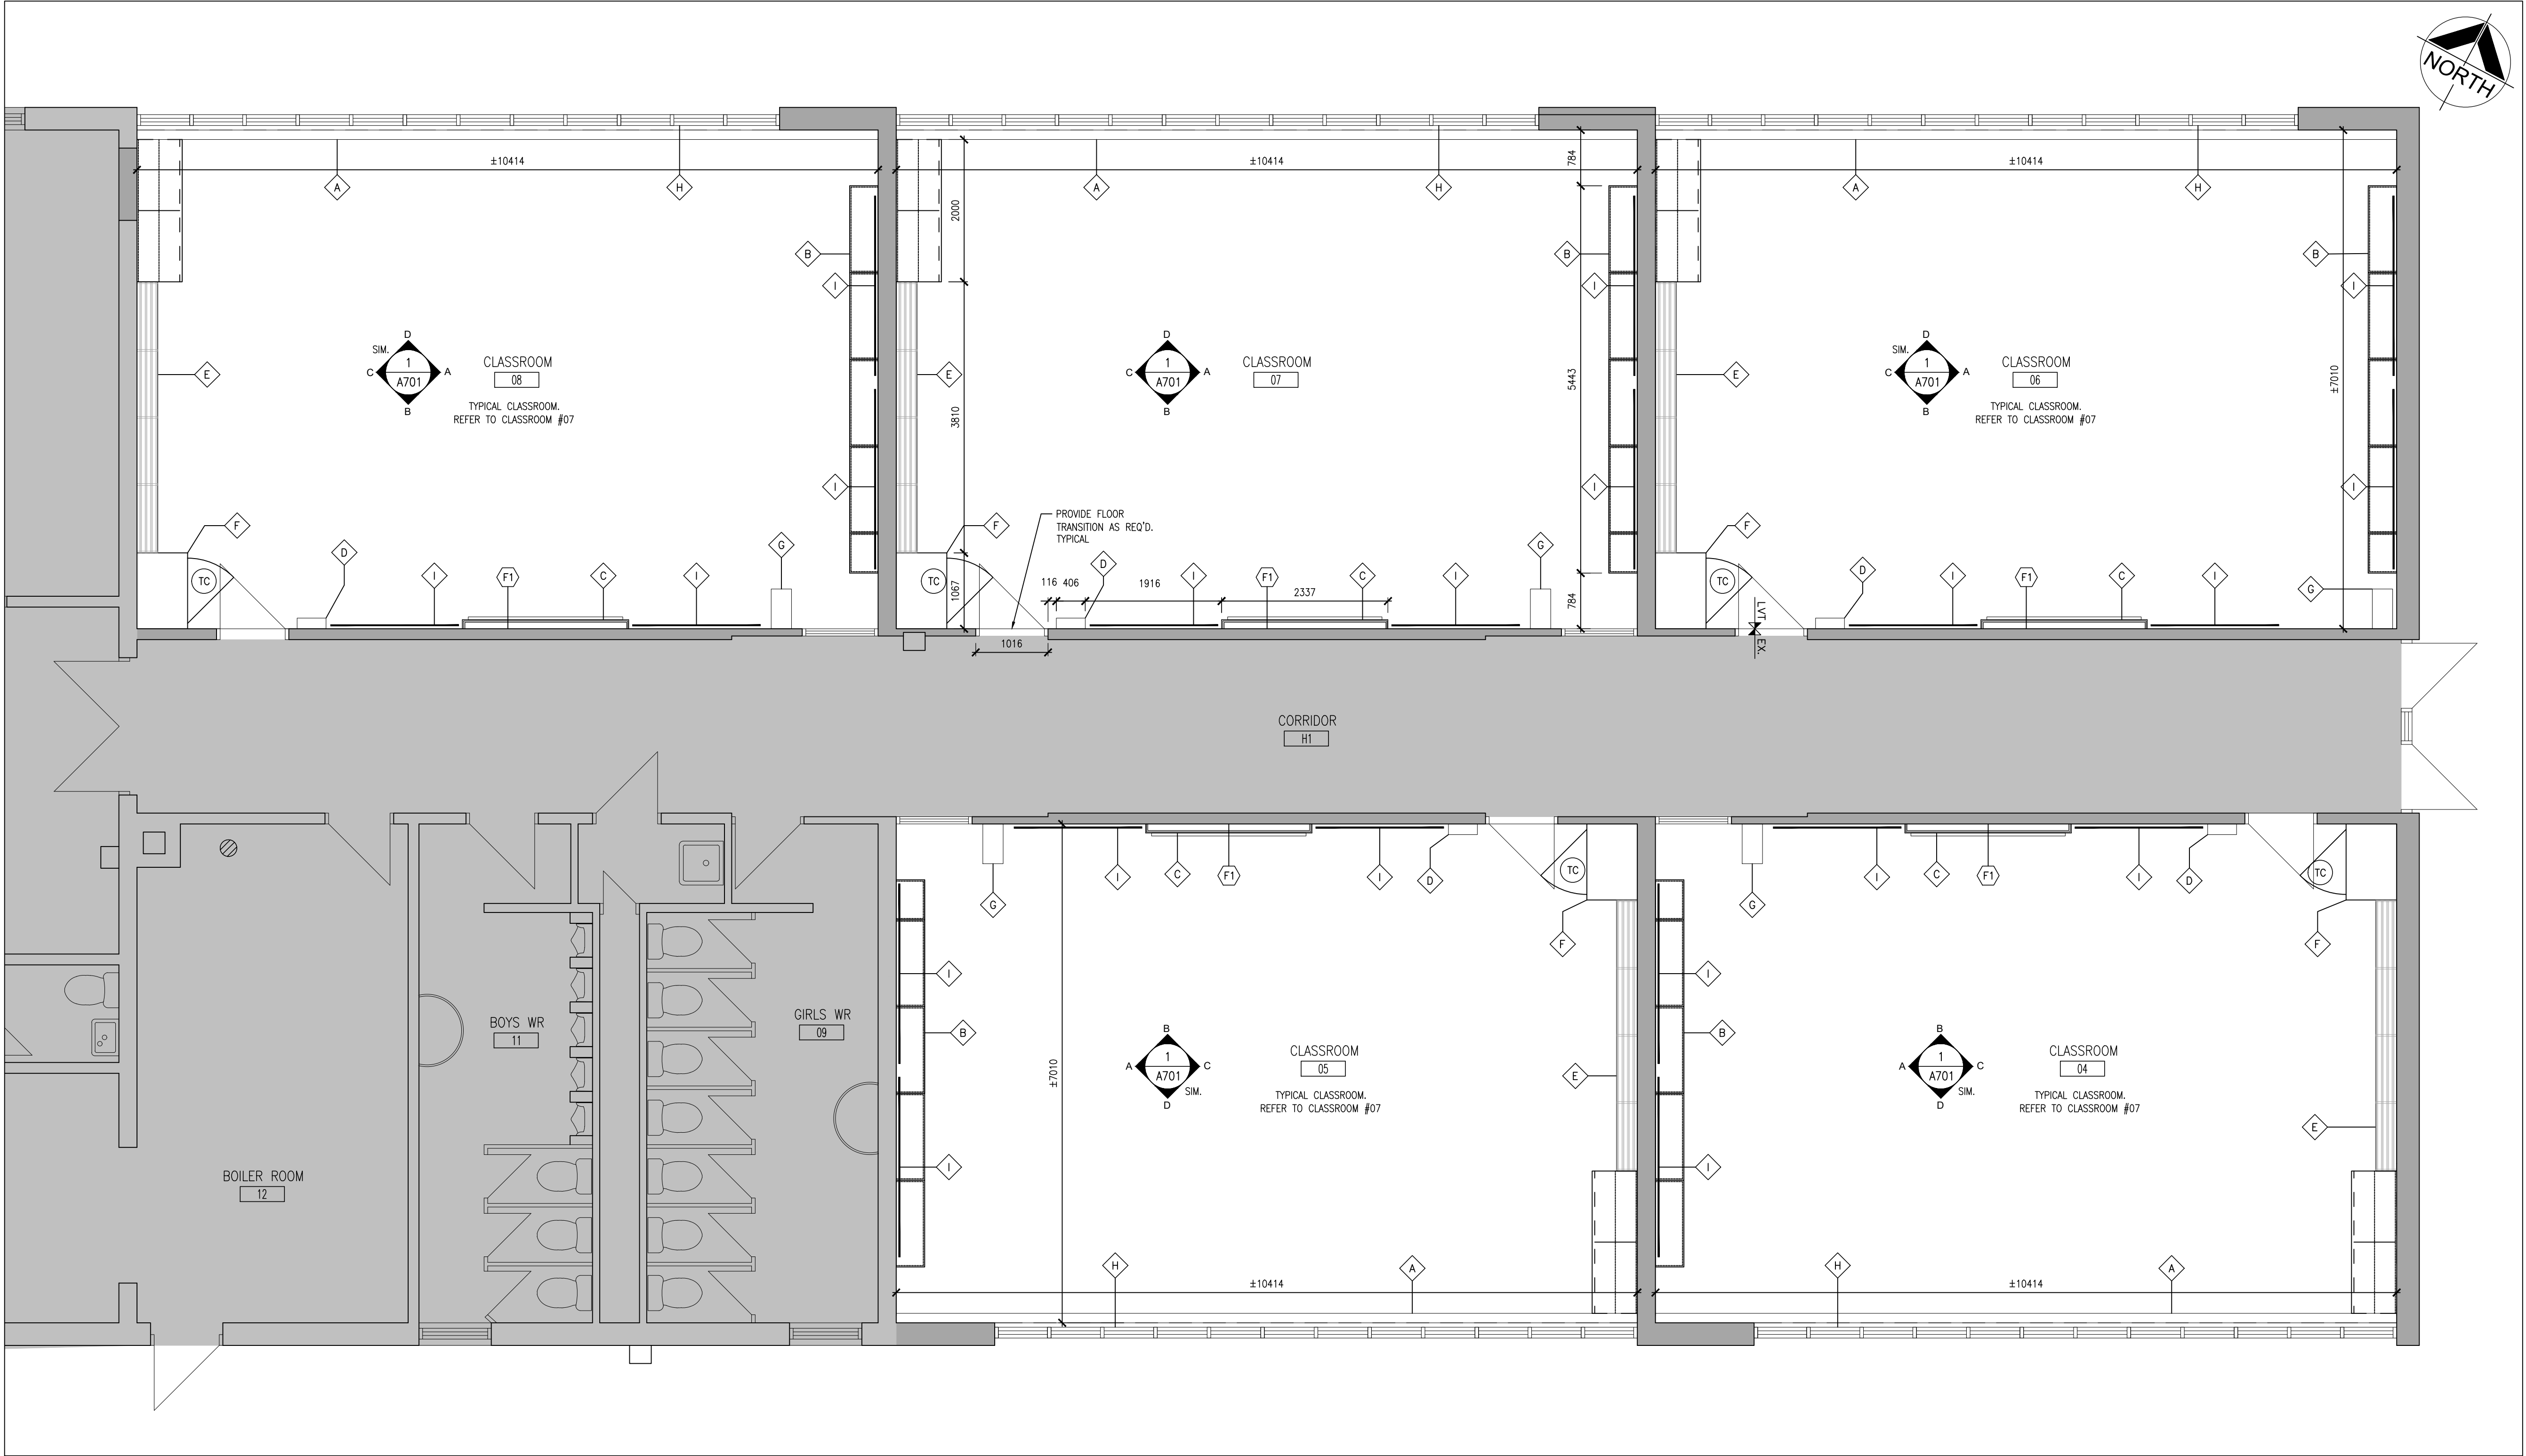 NORTH
±10414
±10414
±10414
A
H
A
H
A
H
784
2000
B
B
B
I
I
I
D
SIM.
1
A701
C
A
B
CLASSROOM
08
TYPICAL CLASSROOM.
REFER TO CLASSROOM #07
E
D
1
A701
C
A
B
CLASSROOM
07
E
3810
5443
D
SIM.
1
A701
C
A
B
CLASSROOM
06
TYPICAL CLASSROOM.
REFER TO CLASSROOM #07
E
±7010
I
I
I
F
F
F
PROVIDE FLOOR
TRANSITION AS REQ'D.
TYPICAL
TC
D
I
F1
C
I
G
TC
1067
116
406
D
1916
I
F1
2337
C
I
G
784
TC
D
I
F1
C
I
G
1016
LVT
EX.
CORRIDOR
H1
G
I
C
F1
I
D
TC
F
G
I
C
F1
I
D
TC
F
I
B
I
I
B
I
BOYS WR
11
GIRLS WR
09
±7010
B
1
A701
A
C
D
SIM.
CLASSROOM
05
TYPICAL CLASSROOM.
REFER TO CLASSROOM #07
E
B
1
A701
A
C
D
SIM.
CLASSROOM
04
TYPICAL CLASSROOM.
REFER TO CLASSROOM #07
E
BOILER ROOM
12
H
A
H
A
±10414
±10414